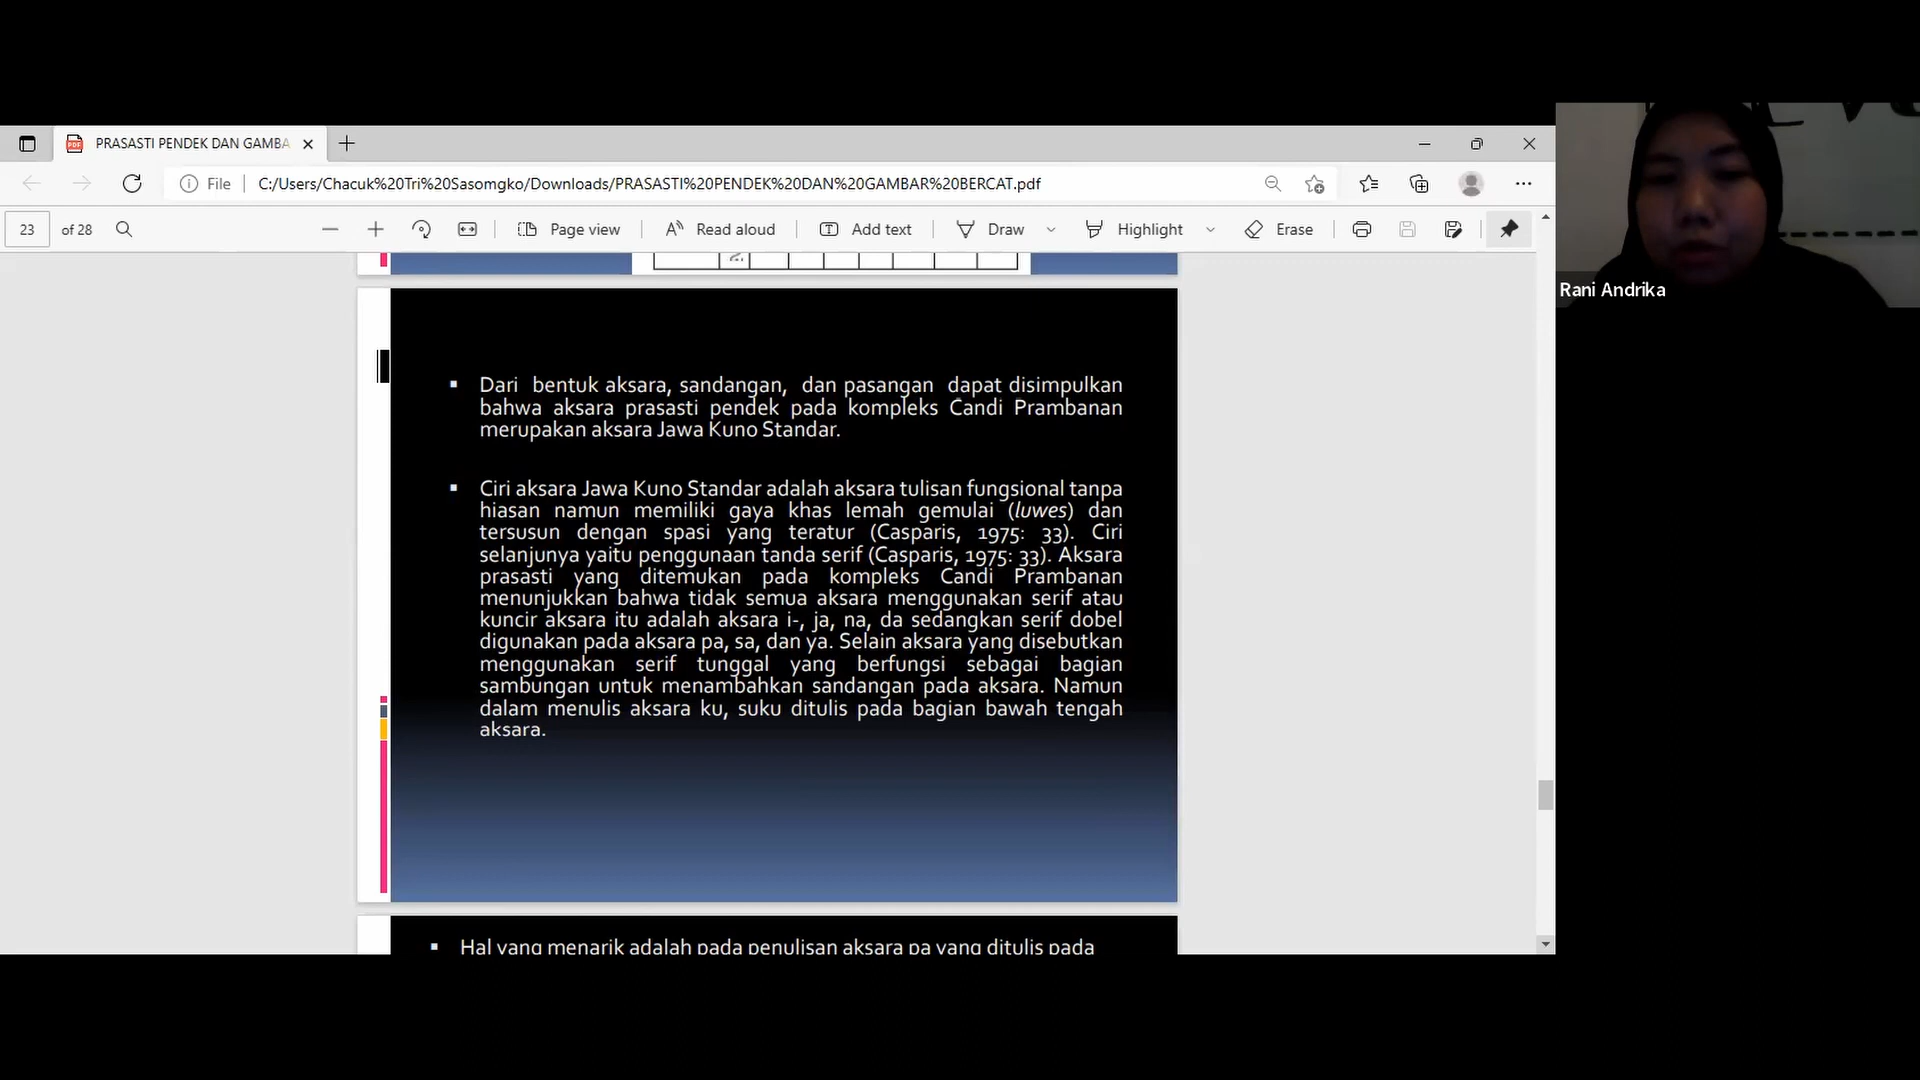 PRASASTI PENDEK DAN GAMBA
File
C:/Users/Chacuk%20Tri%20Sasomgko/Downloads/PRASASTI%20PENDEK%20DAN%20GAMBAR%20BERCAT.pdf
23 of 28
Page view
Read aloud
Add text
Draw
Highlight
Erase
Rani Andrika
▪ Dari bentuk aksara, sandangan, dan pasangan dapat disimpulkan
bahwa aksara prasasti pendek pada kompleks Candi Prambanan
merupakan aksara Jawa Kuno Standar.
▪ Ciri aksara Jawa Kuno Standar adalah aksara tulisan fungsional tanpa
hiasan namun memiliki gaya khas lemah gemulai (luwes) dan
tersusun dengan spasi yang teratur (Casparis, 1975: 33). Ciri
selanjunya yaitu penggunaan tanda serif (Casparis, 1975: 33). Aksara
prasasti yang ditemukan pada kompleks Candi Prambanan
menunjukkan bahwa tidak semua aksara menggunakan serif atau
kuncir aksara itu adalah aksara i-, ja, na, da sedangkan serif dobel
digunakan pada aksara pa, sa, dan ya. Selain aksara yang disebutkan
menggunakan serif tunggal yang berfungsi sebagai bagian
sambungan untuk menambahkan sandangan pada aksara. Namun
dalam menulis aksara ku, suku ditulis pada bagian bawah tengah
aksara.
▪ Hal yang menarik adalah pada penulisan aksara pa yang ditulis pada